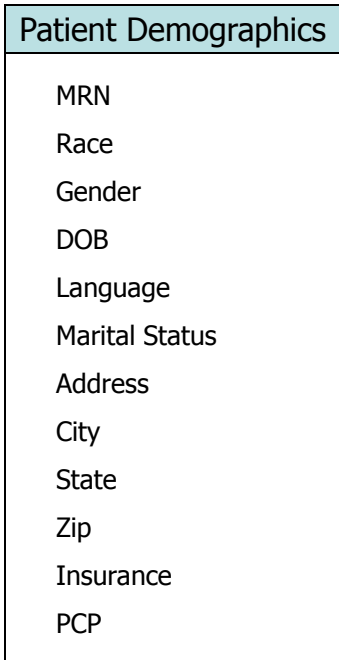 Patient Demographics
MRN
Race
Gender
DOB
Language
Marital Status
Address
City
State
Zip
Insurance
PCP